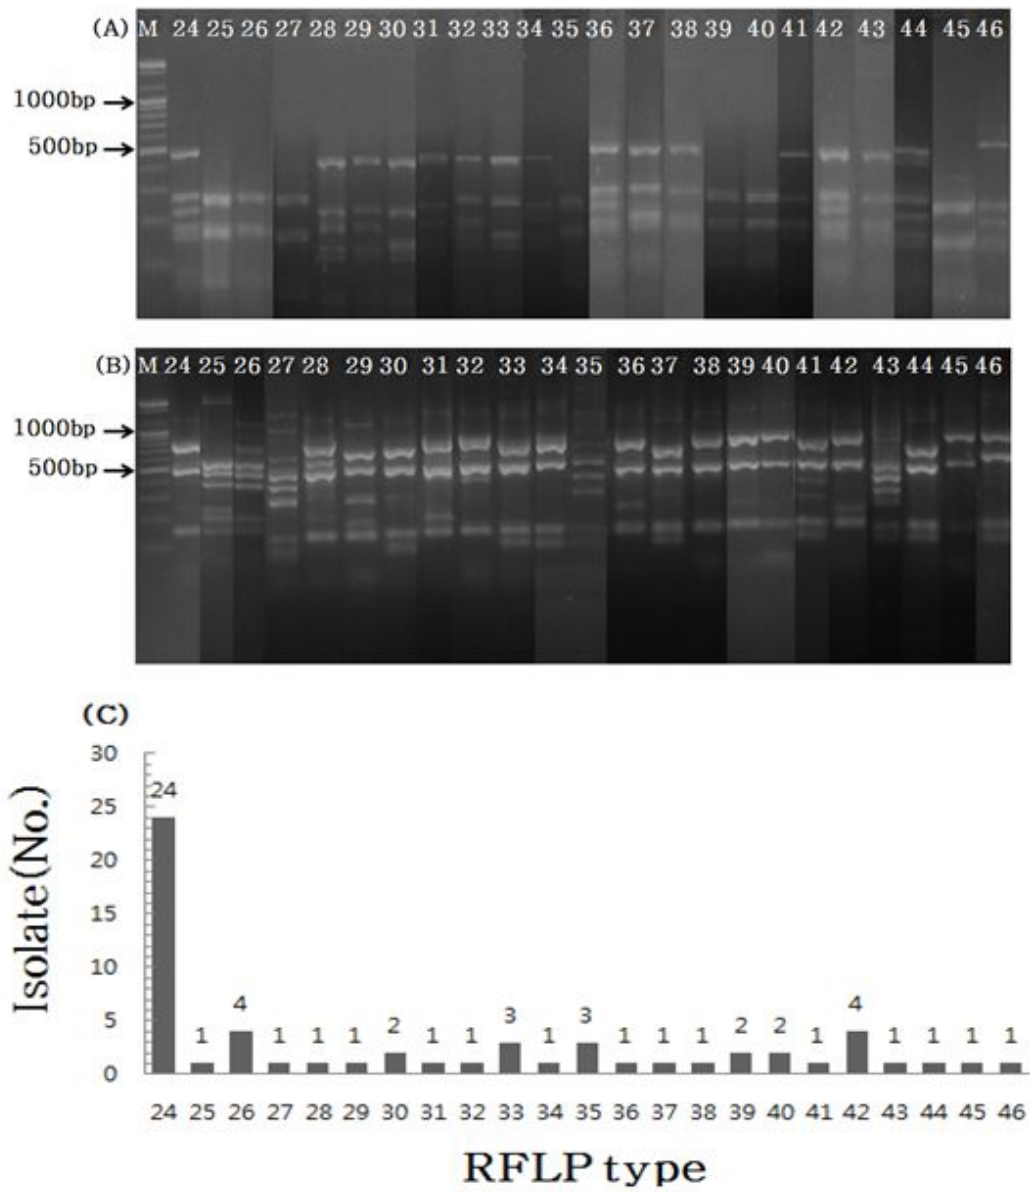 (A) M 24 25 26 27 28 29 30 31 32 33 34 35 36 37 38 39 40 41 42 43 44 45 46
1000bp
500bp
(B) M 24 25 26 27 28 29 30 31 32 33 34 35 36 37 38 39 40 41 42 43 44 45 46
1000bp
500bp
(C)
30
25
20
15
10
5
0
Isolate(No.)
24 1 4 1 1 1 2 1 1 3 1 3 1 1 1 2 2 1 4 1 1 1 1
24 25 26 27 28 29 30 31 32 33 34 35 36 37 38 39 40 41 42 43 44 45 46
RFLP type